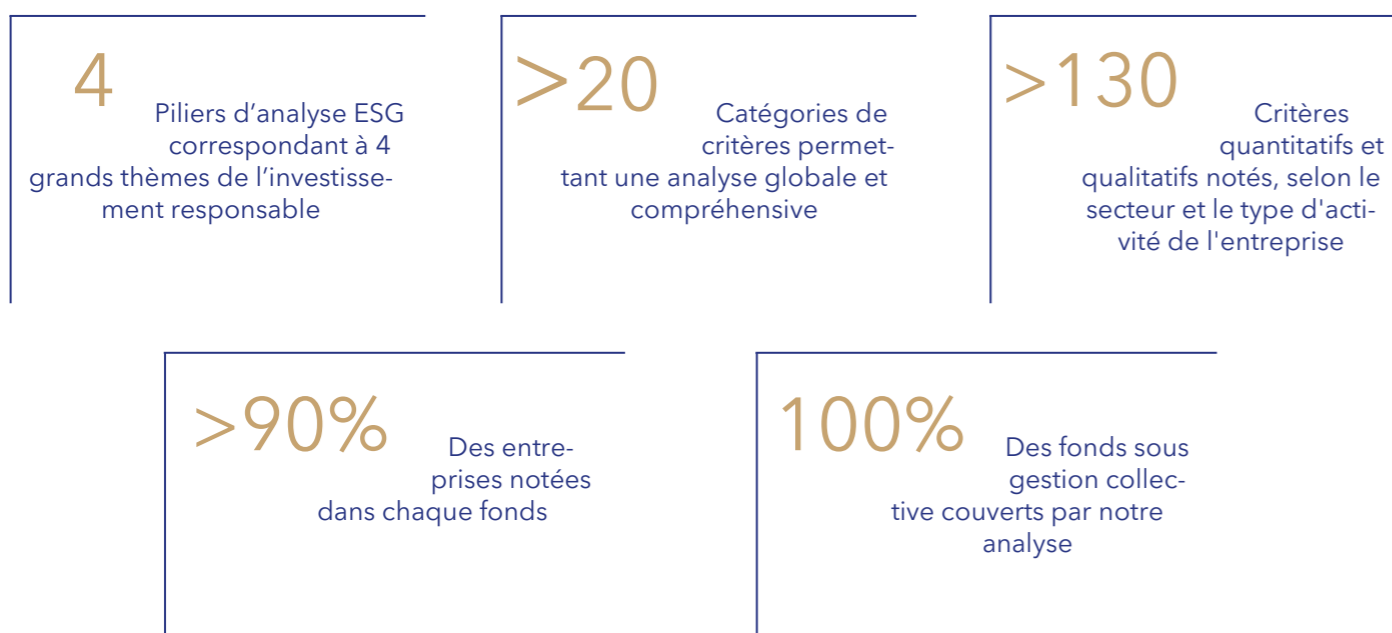 4
Piliers d’analyse ESG
correspondant à 4
grands thèmes de l’investisse-
ment responsable
>20
Catégories de
critères permet-
tant une analyse globale et
compréhensive
>130
Critères
quantitatifs et
qualitatifs notés, selon le
secteur et le type d'acti-
vité de l'entreprise
>90%
Des entre-
prises notées
dans chaque fonds
100%
Des fonds sous
gestion collec-
tive couverts par notre
analyse